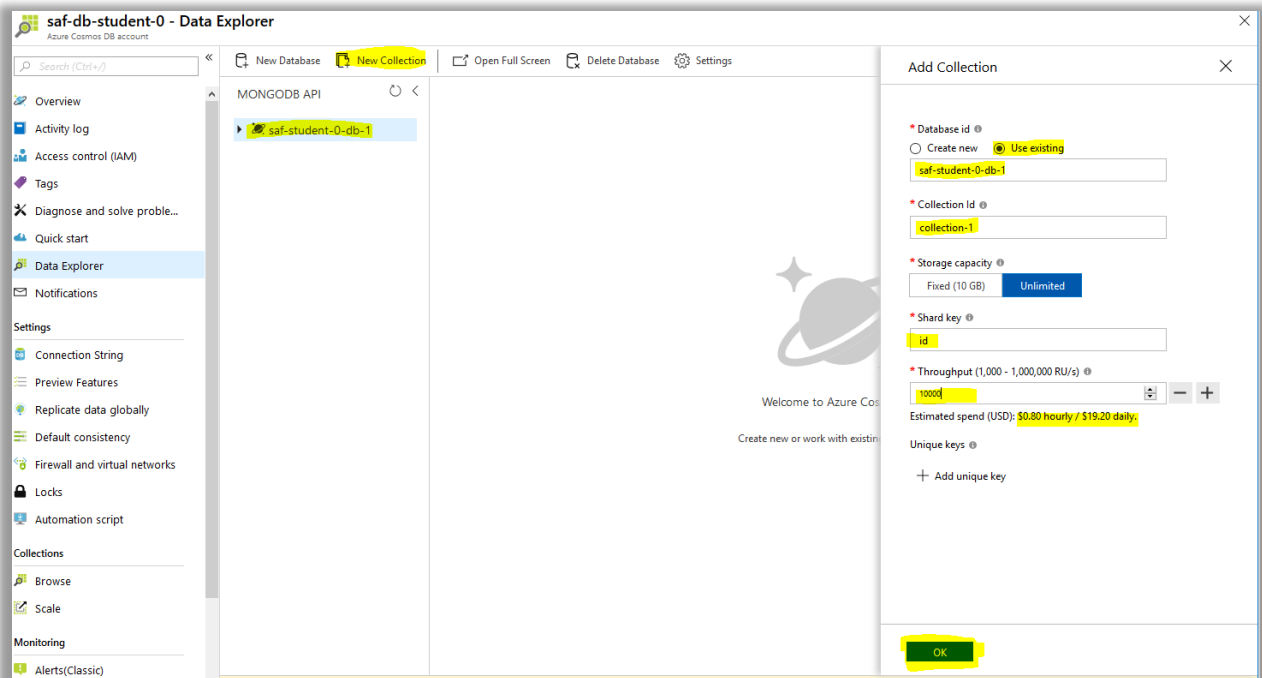 saf-db-student-0 - Data Explorer
Azure Cosmos DB account
Search (Ctrl+/)
Overview
Activity log
Access control (IAM)
Tags
Diagnose and solve proble...
Quick start
Data Explorer
Notifications
Settings
Connection String
Preview Features
Replicate data globally
Default consistency
Firewall and virtual networks
Locks
Automation script
Collections
Browse
Scale
Monitoring
Alerts(Classic)
New Database New Collection Open Full Screen Delete Database Settings
MONGODB API
saf-student-0-db-1
Welcome to Azure Cos
Create new or work with existin
Add Collection
* Database id
Create new Use existing
saf-student-0-db-1
* Collection Id
collection-1
* Storage capacity
Fixed (10 GB) Unlimited
* Shard key
id
* Throughput (1,000 - 1,000,000 RU/s)
10000
Estimated spend (USD): $0.80 hourly / $19.20 daily.
Unique keys
Add unique key
OK